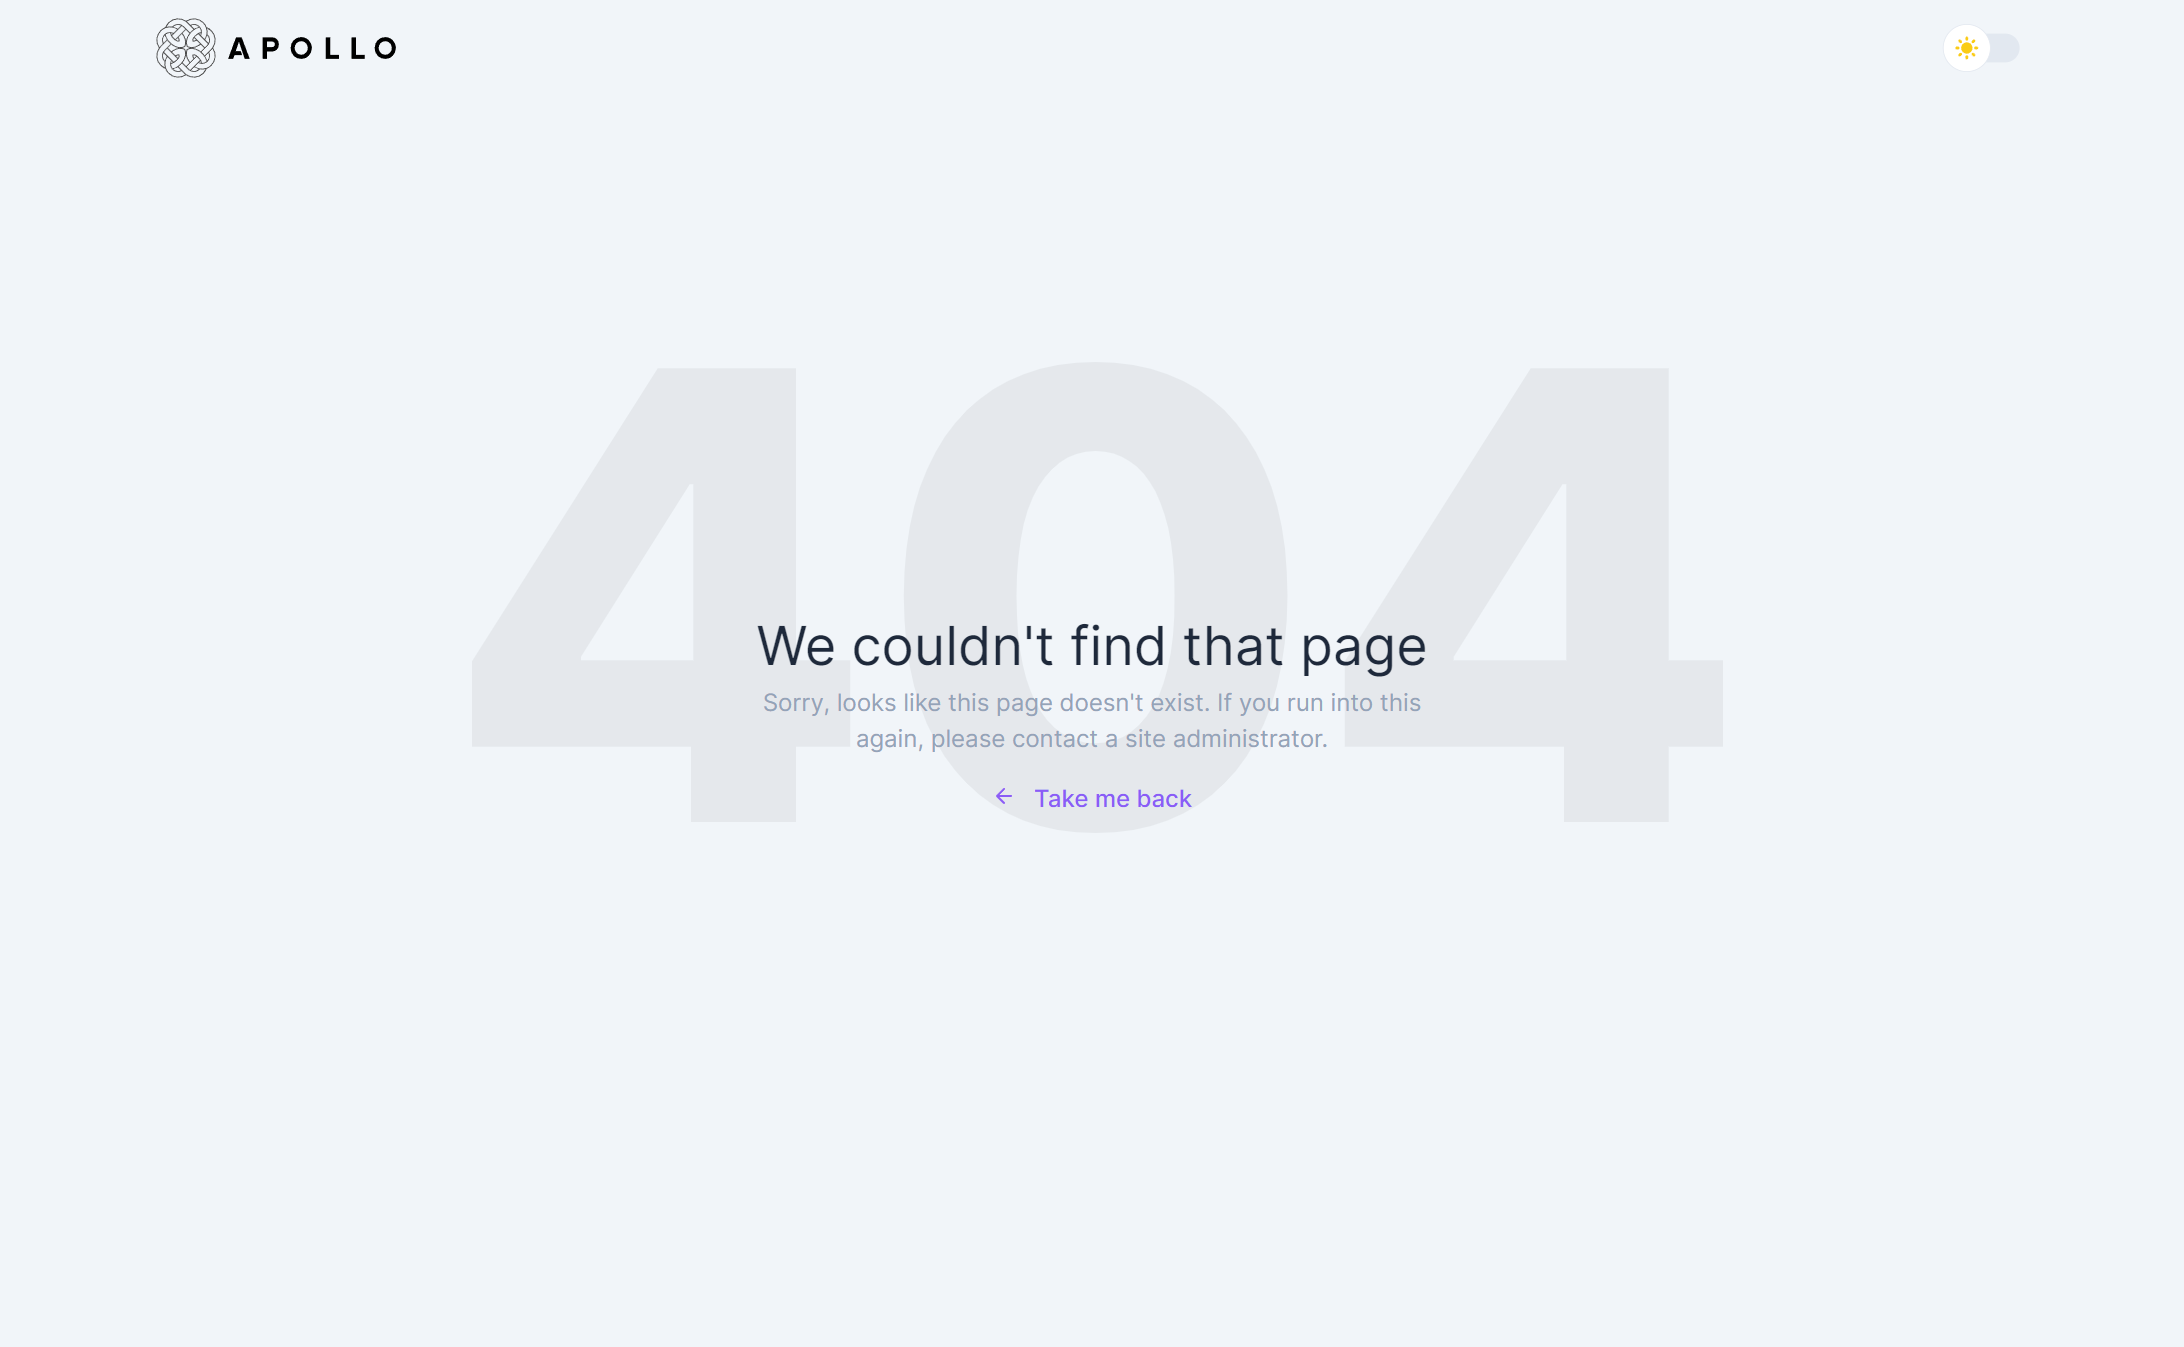 APOLLO
404
We couldn't find that page
Sorry, looks like this page doesn't exist. If you run into this
again, please contact a site administrator.
← Take me back